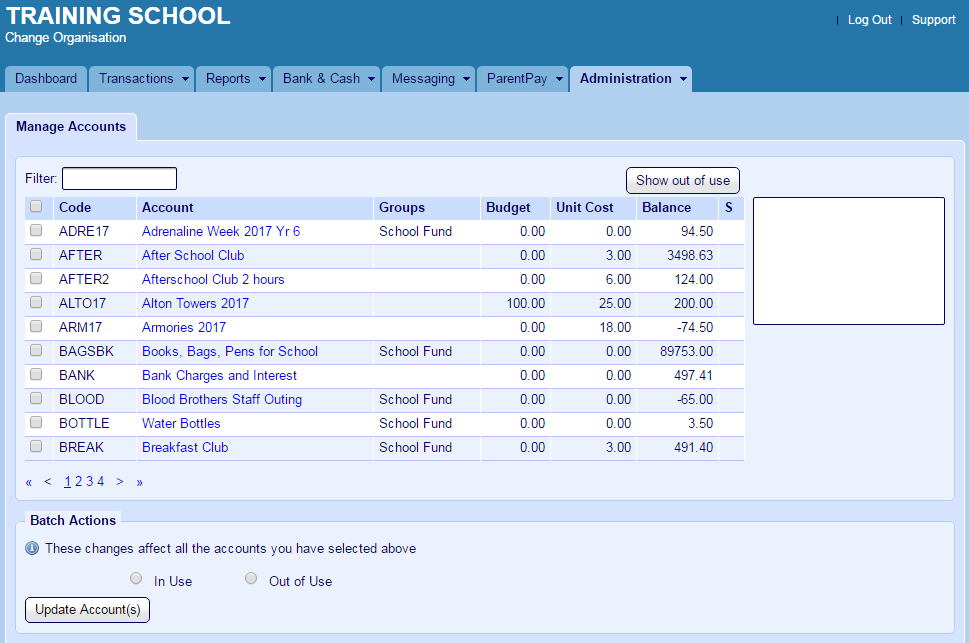 TRAINING SCHOOL
Change Organisation
| Log Out | Support
Dashboard Transactions Reports Bank & Cash Messaging ParentPay Administration
Manage Accounts
Filter: Show out of use
Code Account Groups Budget Unit Cost Balance S
ADRE17 Adrenaline Week 2017 Yr 6 School Fund 0.00 0.00 94.50
AFTER After School Club 0.00 3.00 3498.63
AFTER2 Afterschool Club 2 hours 0.00 6.00 124.00
ALTO17 Alton Towers 2017 100.00 25.00 200.00
ARM17 Armories 2017 0.00 18.00 -74.50
BAGSBK Books, Bags, Pens for School School Fund 0.00 0.00 89753.00
BANK Bank Charges and Interest 0.00 0.00 497.41
BLOOD Blood Brothers Staff Outing School Fund 0.00 0.00 -65.00
BOTTLE Water Bottles School Fund 0.00 0.00 3.50
BREAK Breakfast Club School Fund 0.00 3.00 491.40
« < 1 2 3 4 > »
Batch Actions
These changes affect all the accounts you have selected above
In Use Out of Use
Update Account(s)